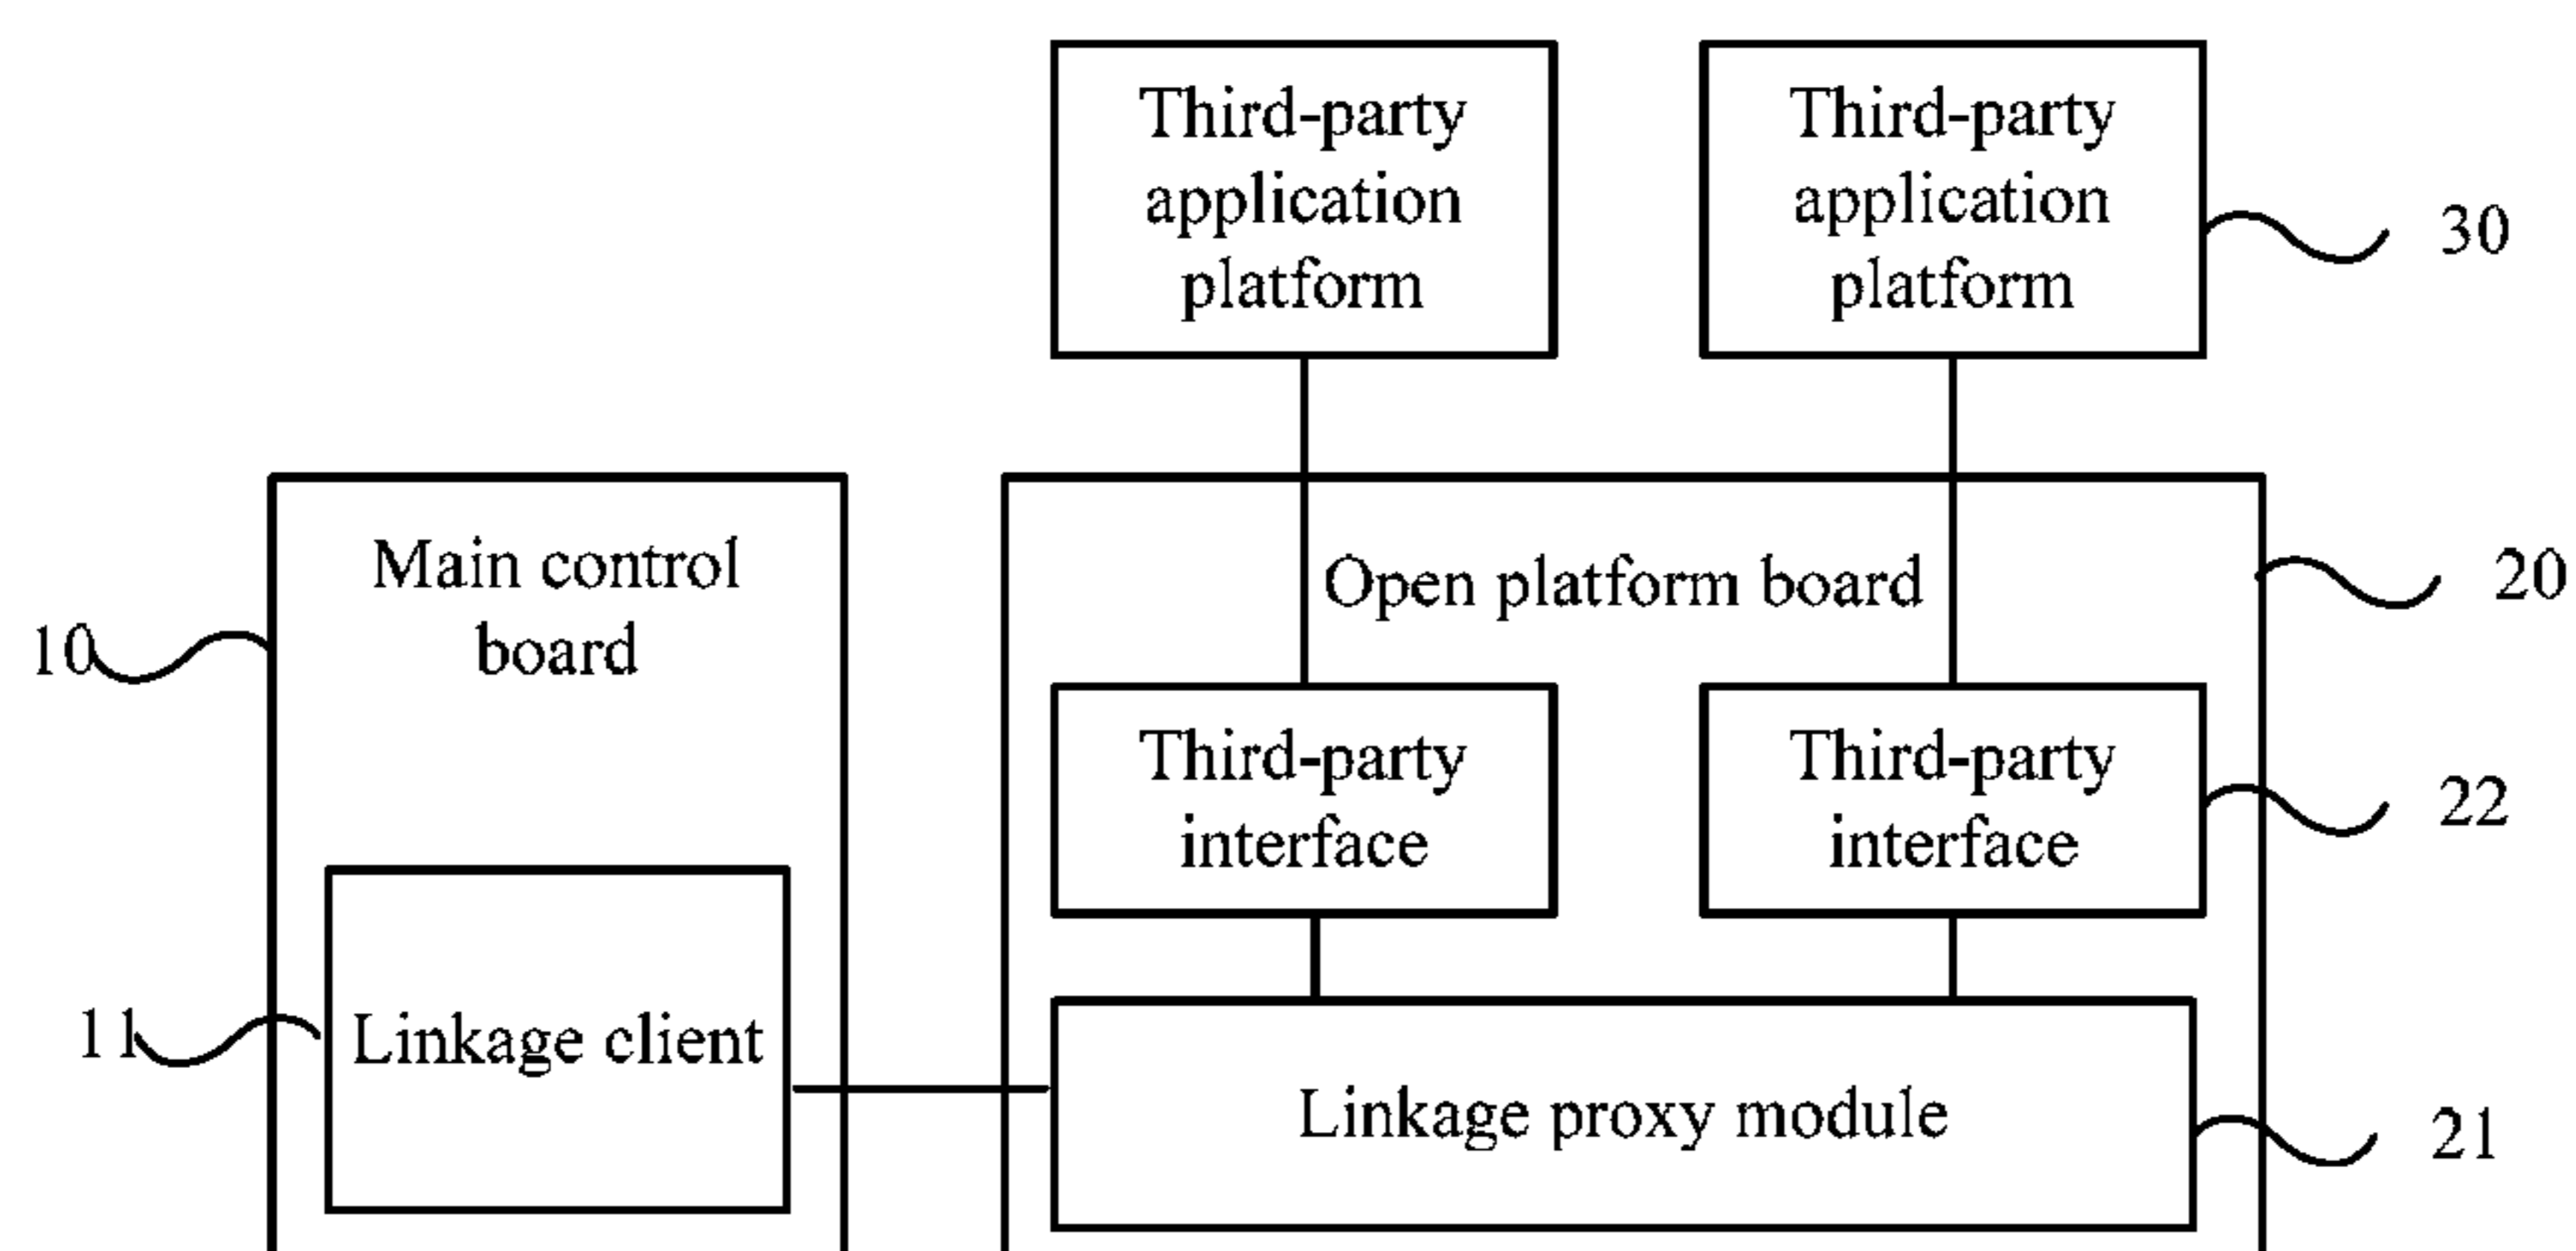 Third-party
application
platform
Third-party
application
platform
30
Main control
board
10
Open platform board
20
Third-party
interface
Third-party
interface
22
11
Linkage client
Linkage proxy module
21